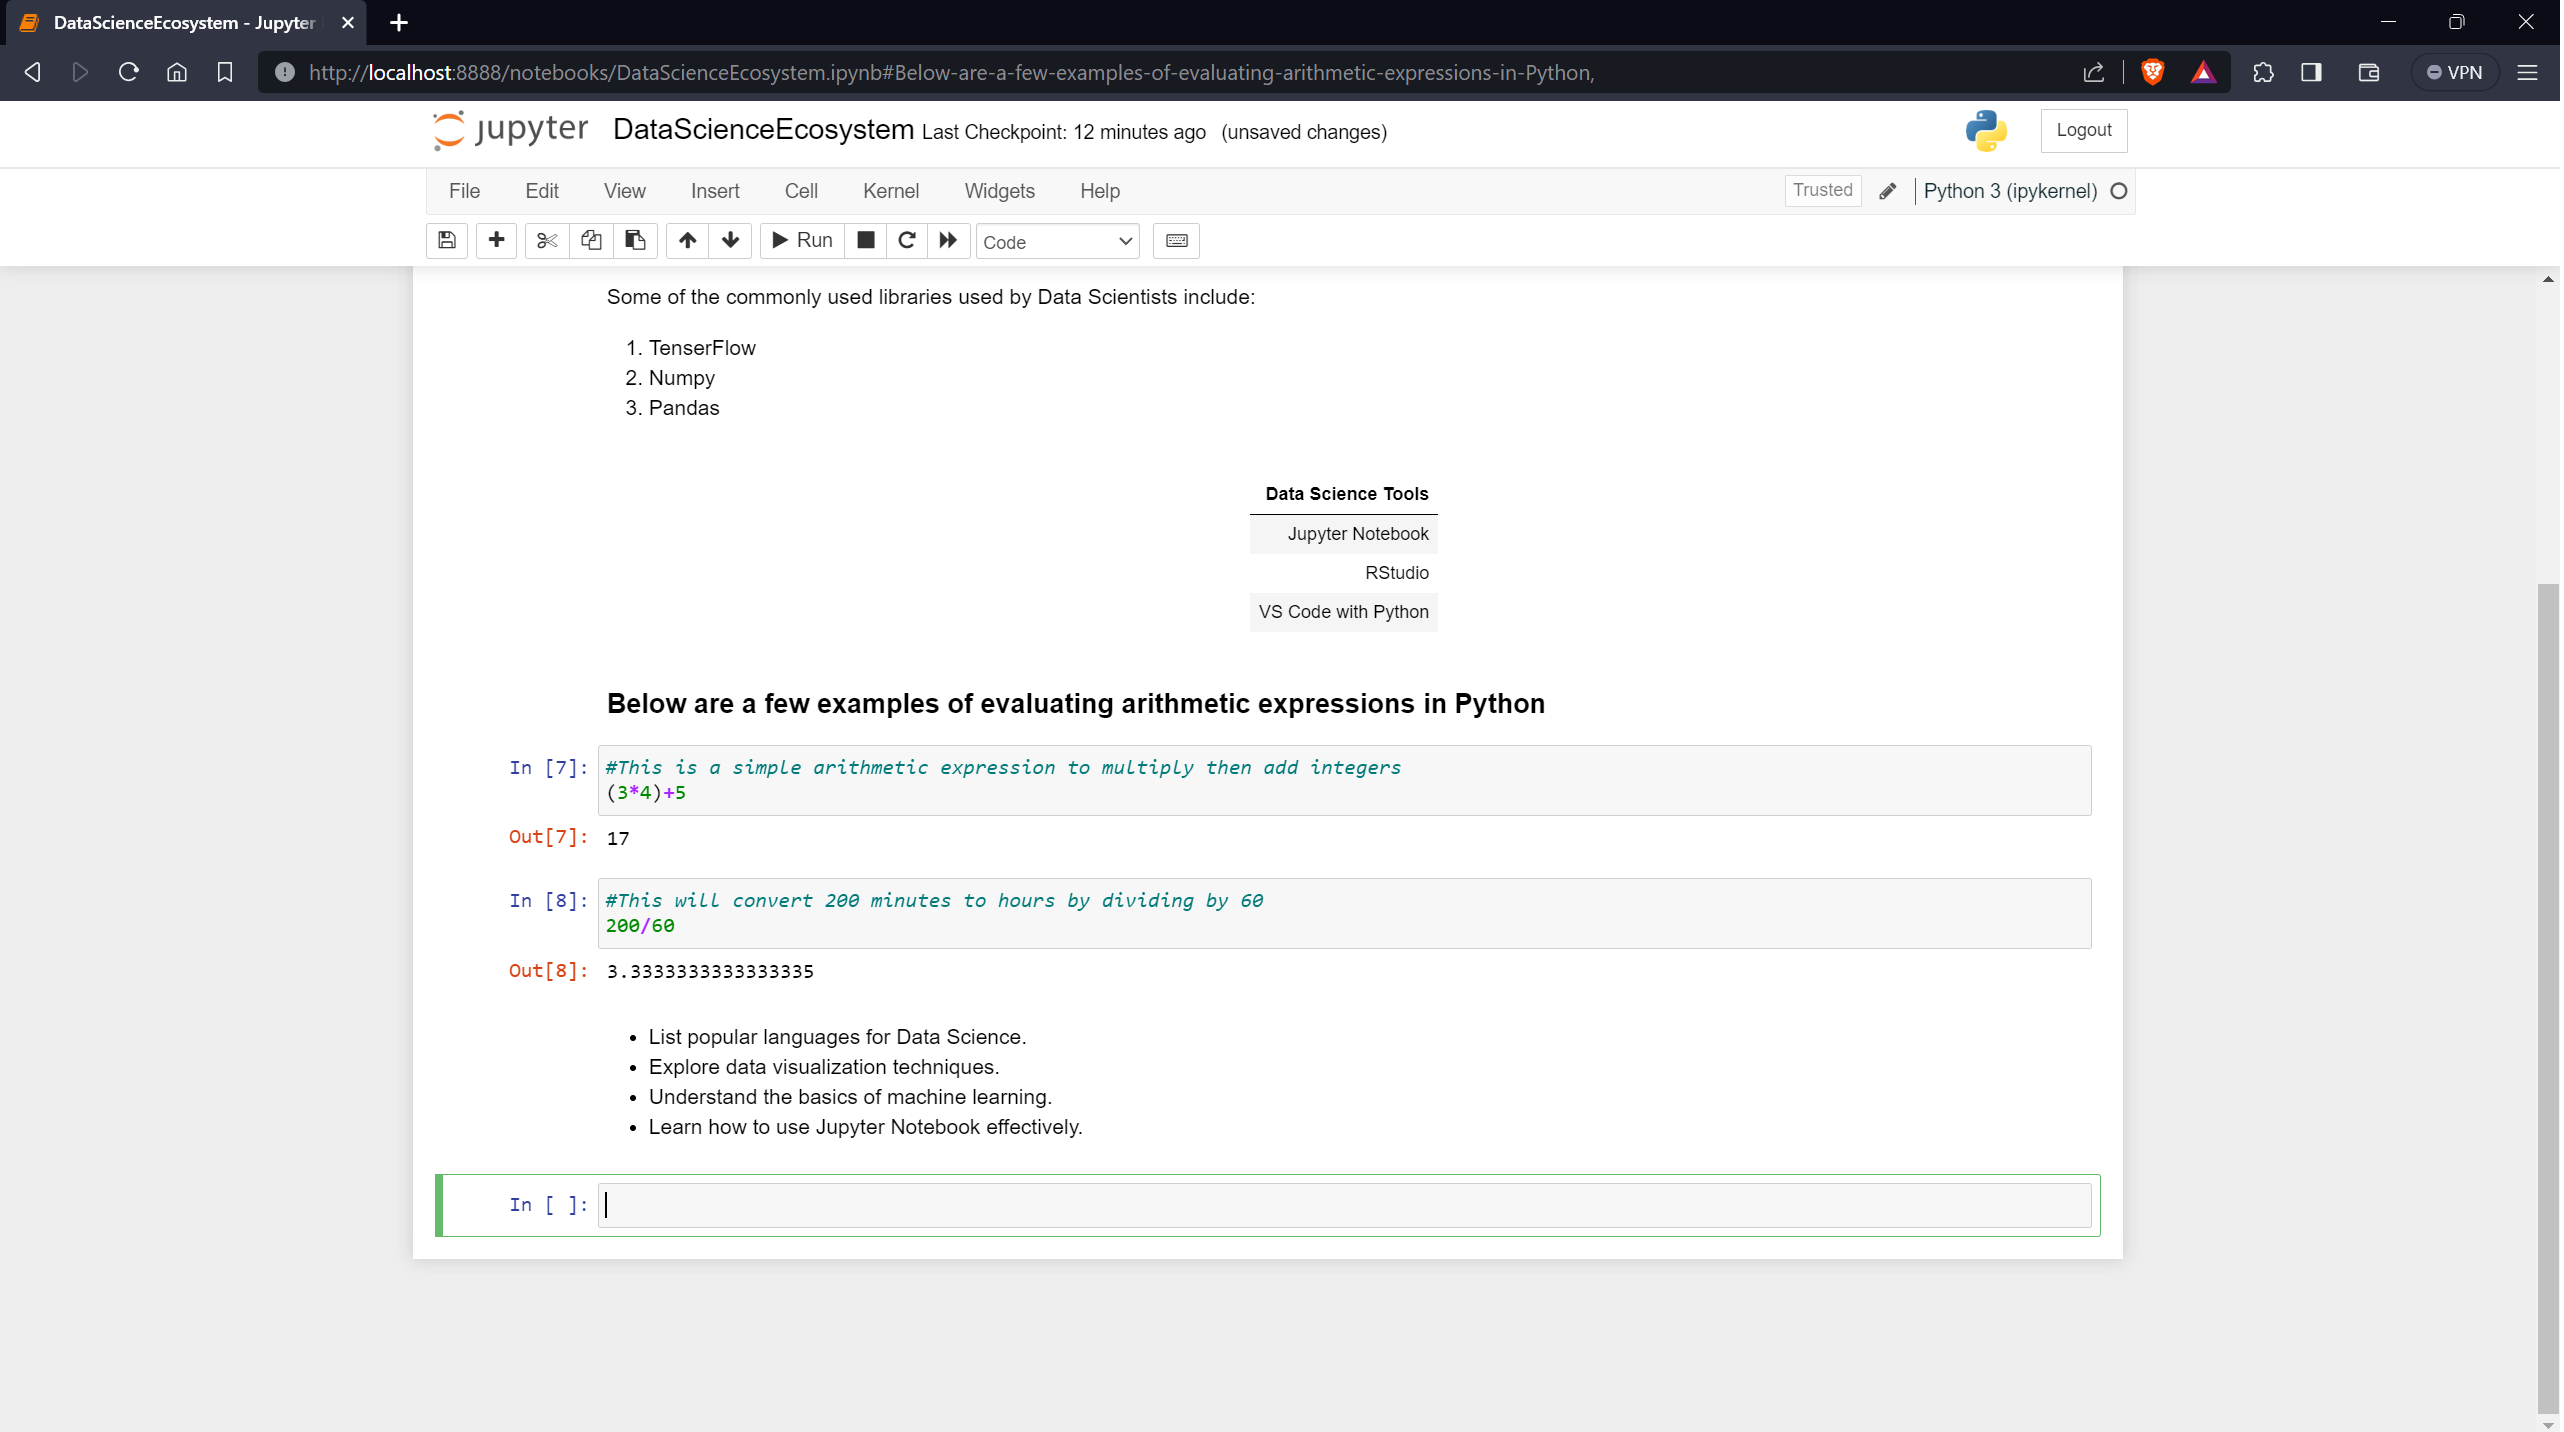 DataScienceEcosystem - Jupyter
http://localhost:8888/notebooks/DataScienceEcosystem.ipynb#Below-are-a-few-examples-of-evaluating-arithmetic-expressions-in-Python,
VPN
jupyter DataScienceEcosystem Last Checkpoint: 12 minutes ago (unsaved changes)
Logout
File Edit View Insert Cell Kernel Widgets Help
Trusted Python 3 (ipykernel)
Run Code
Some of the commonly used libraries used by Data Scientists include:
1. TenserFlow
2. Numpy
3. Pandas
Data Science Tools
Jupyter Notebook
RStudio
VS Code with Python
Below are a few examples of evaluating arithmetic expressions in Python
In [7]: #This is a simple arithmetic expression to multiply then add integers
(3*4)+5
Out[7]: 17
In [8]: #This will convert 200 minutes to hours by dividing by 60
200/60
Out[8]: 3.3333333333333335
• List popular languages for Data Science.
• Explore data visualization techniques.
• Understand the basics of machine learning.
• Learn how to use Jupyter Notebook effectively.
In [ ]: